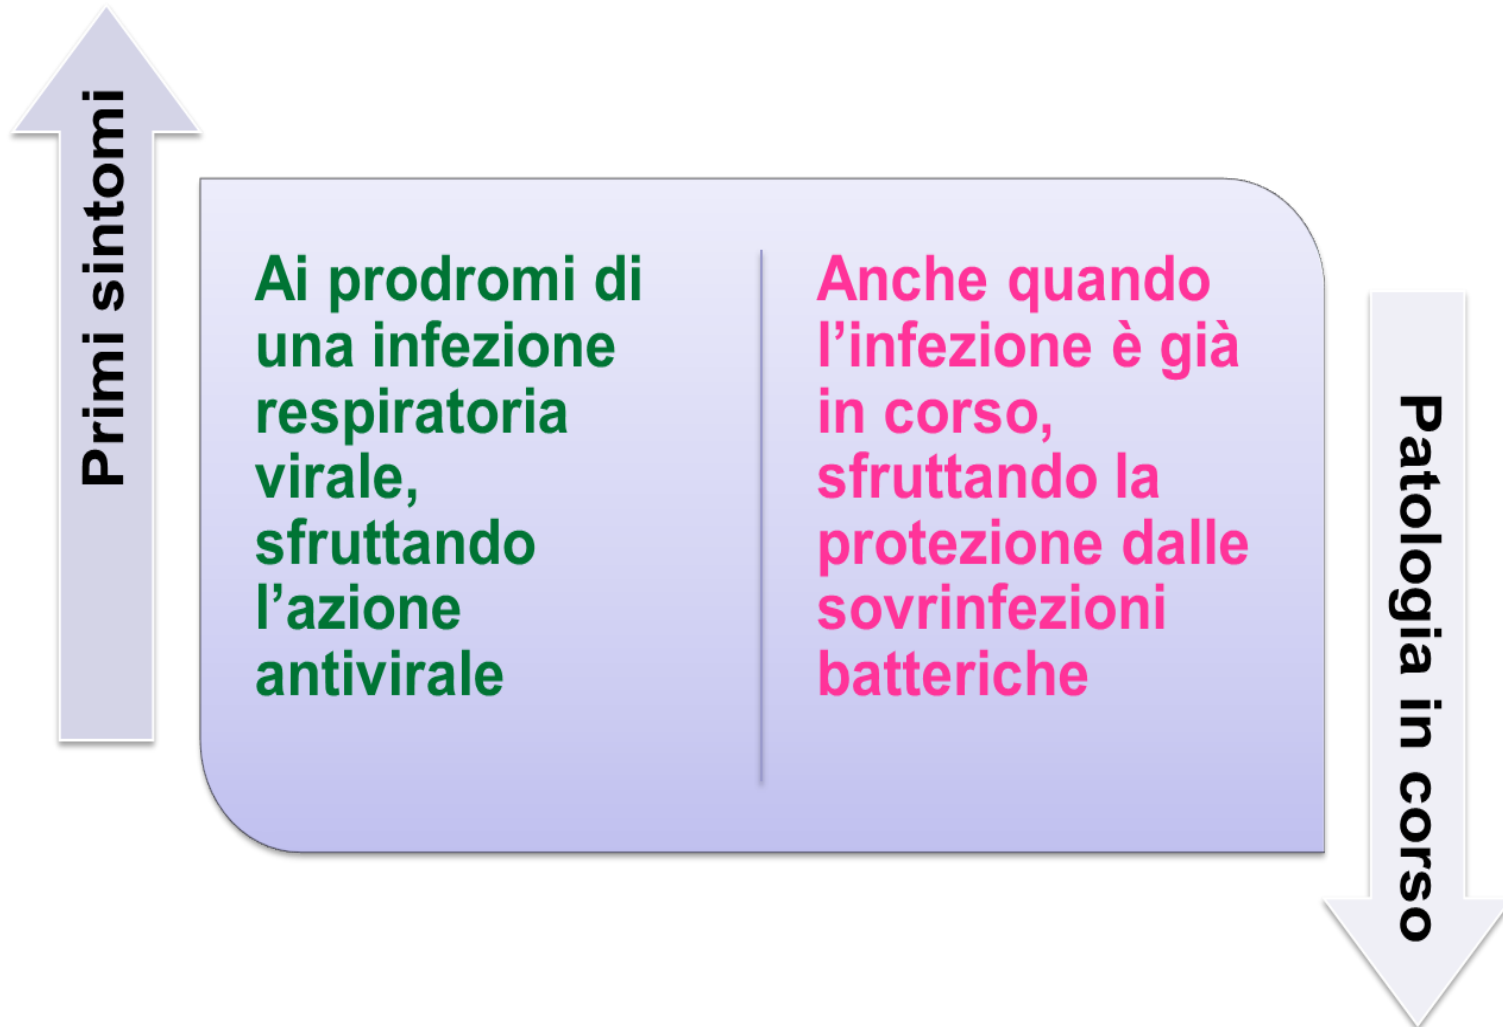 Primi sintomi
Ai prodromi di
una infezione
respiratoria
virale,
sfruttando
l’azione
antivirale
Anche quando
l’infezione è già
in corso,
sfruttando la
protezione dalle
sovrinfezioni
batteriche
Patologia in corso